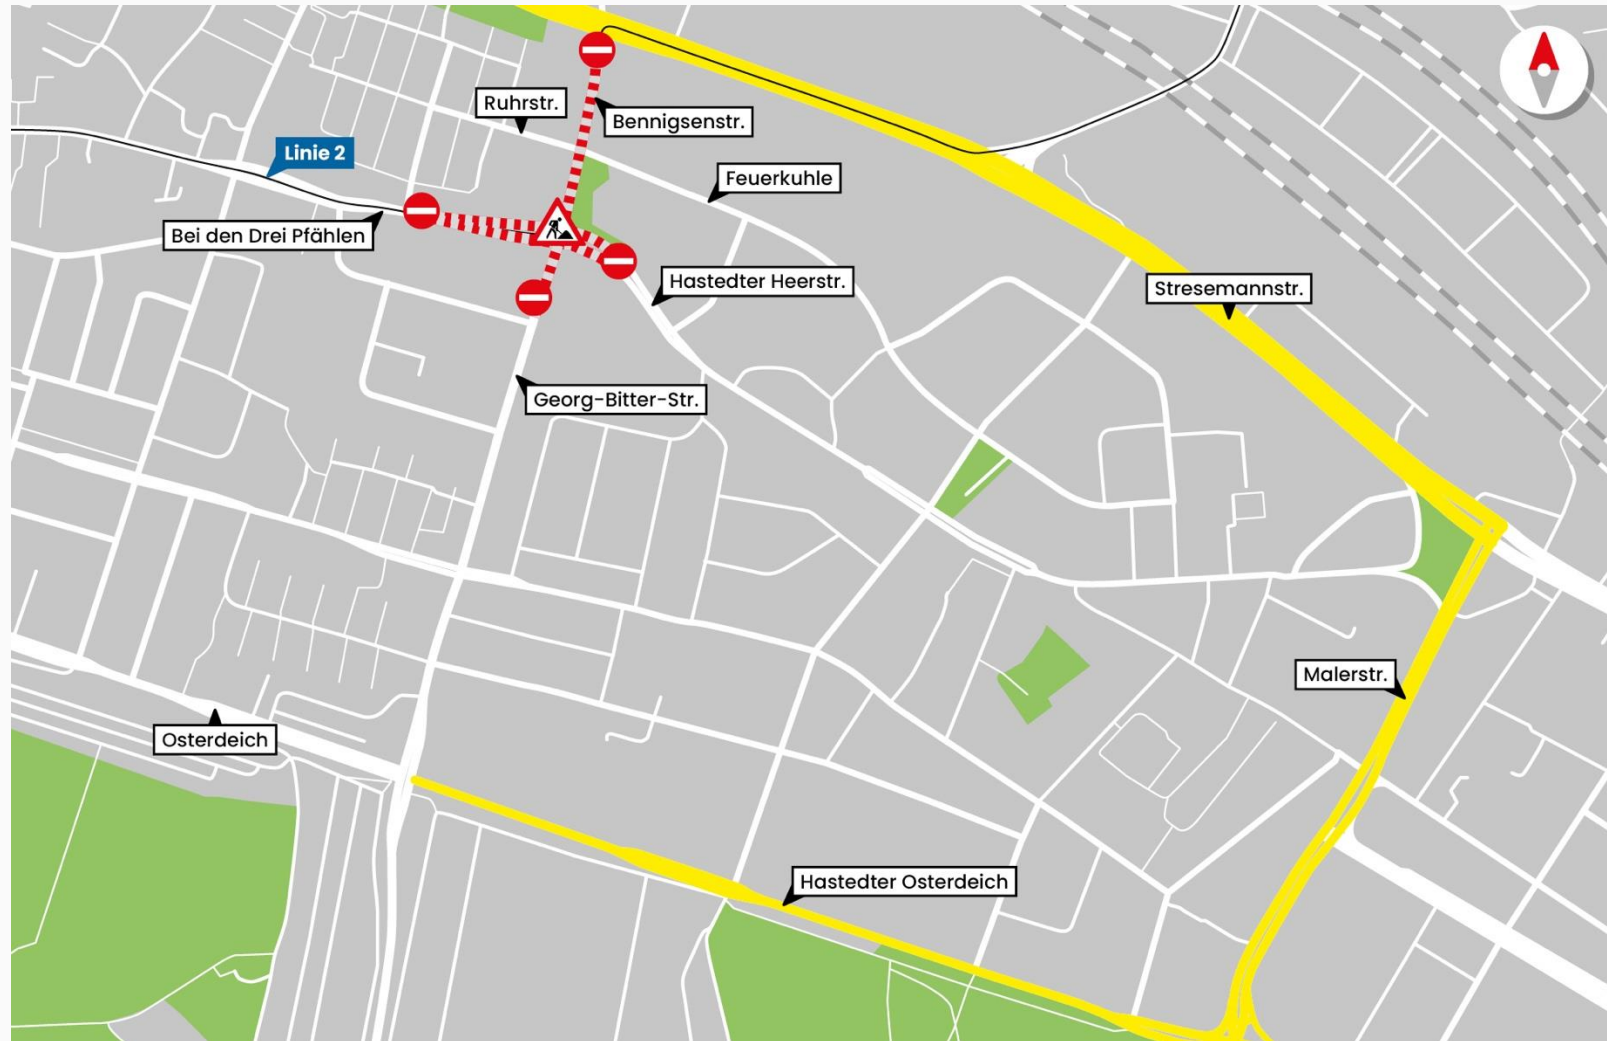 Ruhrstr.
Bennigsenstr.
Linie 2
Feuerkuhle
Bei den Drei Pfählen
Hastedter Heerstr.
Stresemannstr.
Georg-Bitter-Str.
Malerstr.
Osterdeich
Hastedter Osterdeich